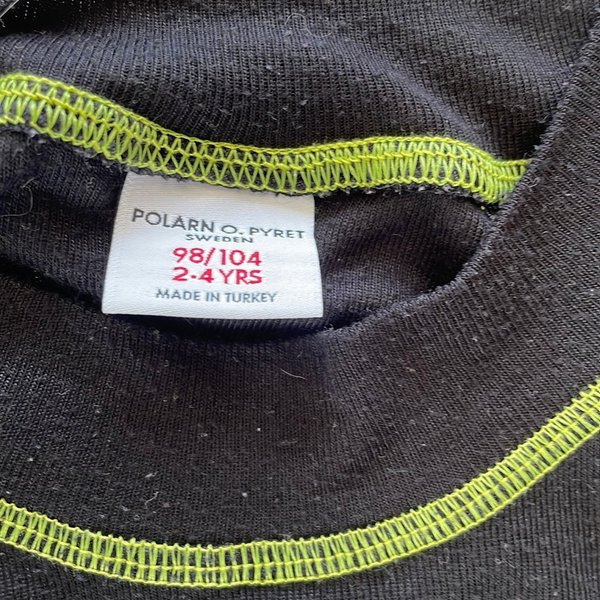 POLARN O. PYRET
SWEDEN
98/104
2-4 YRS
MADE IN TURKEY